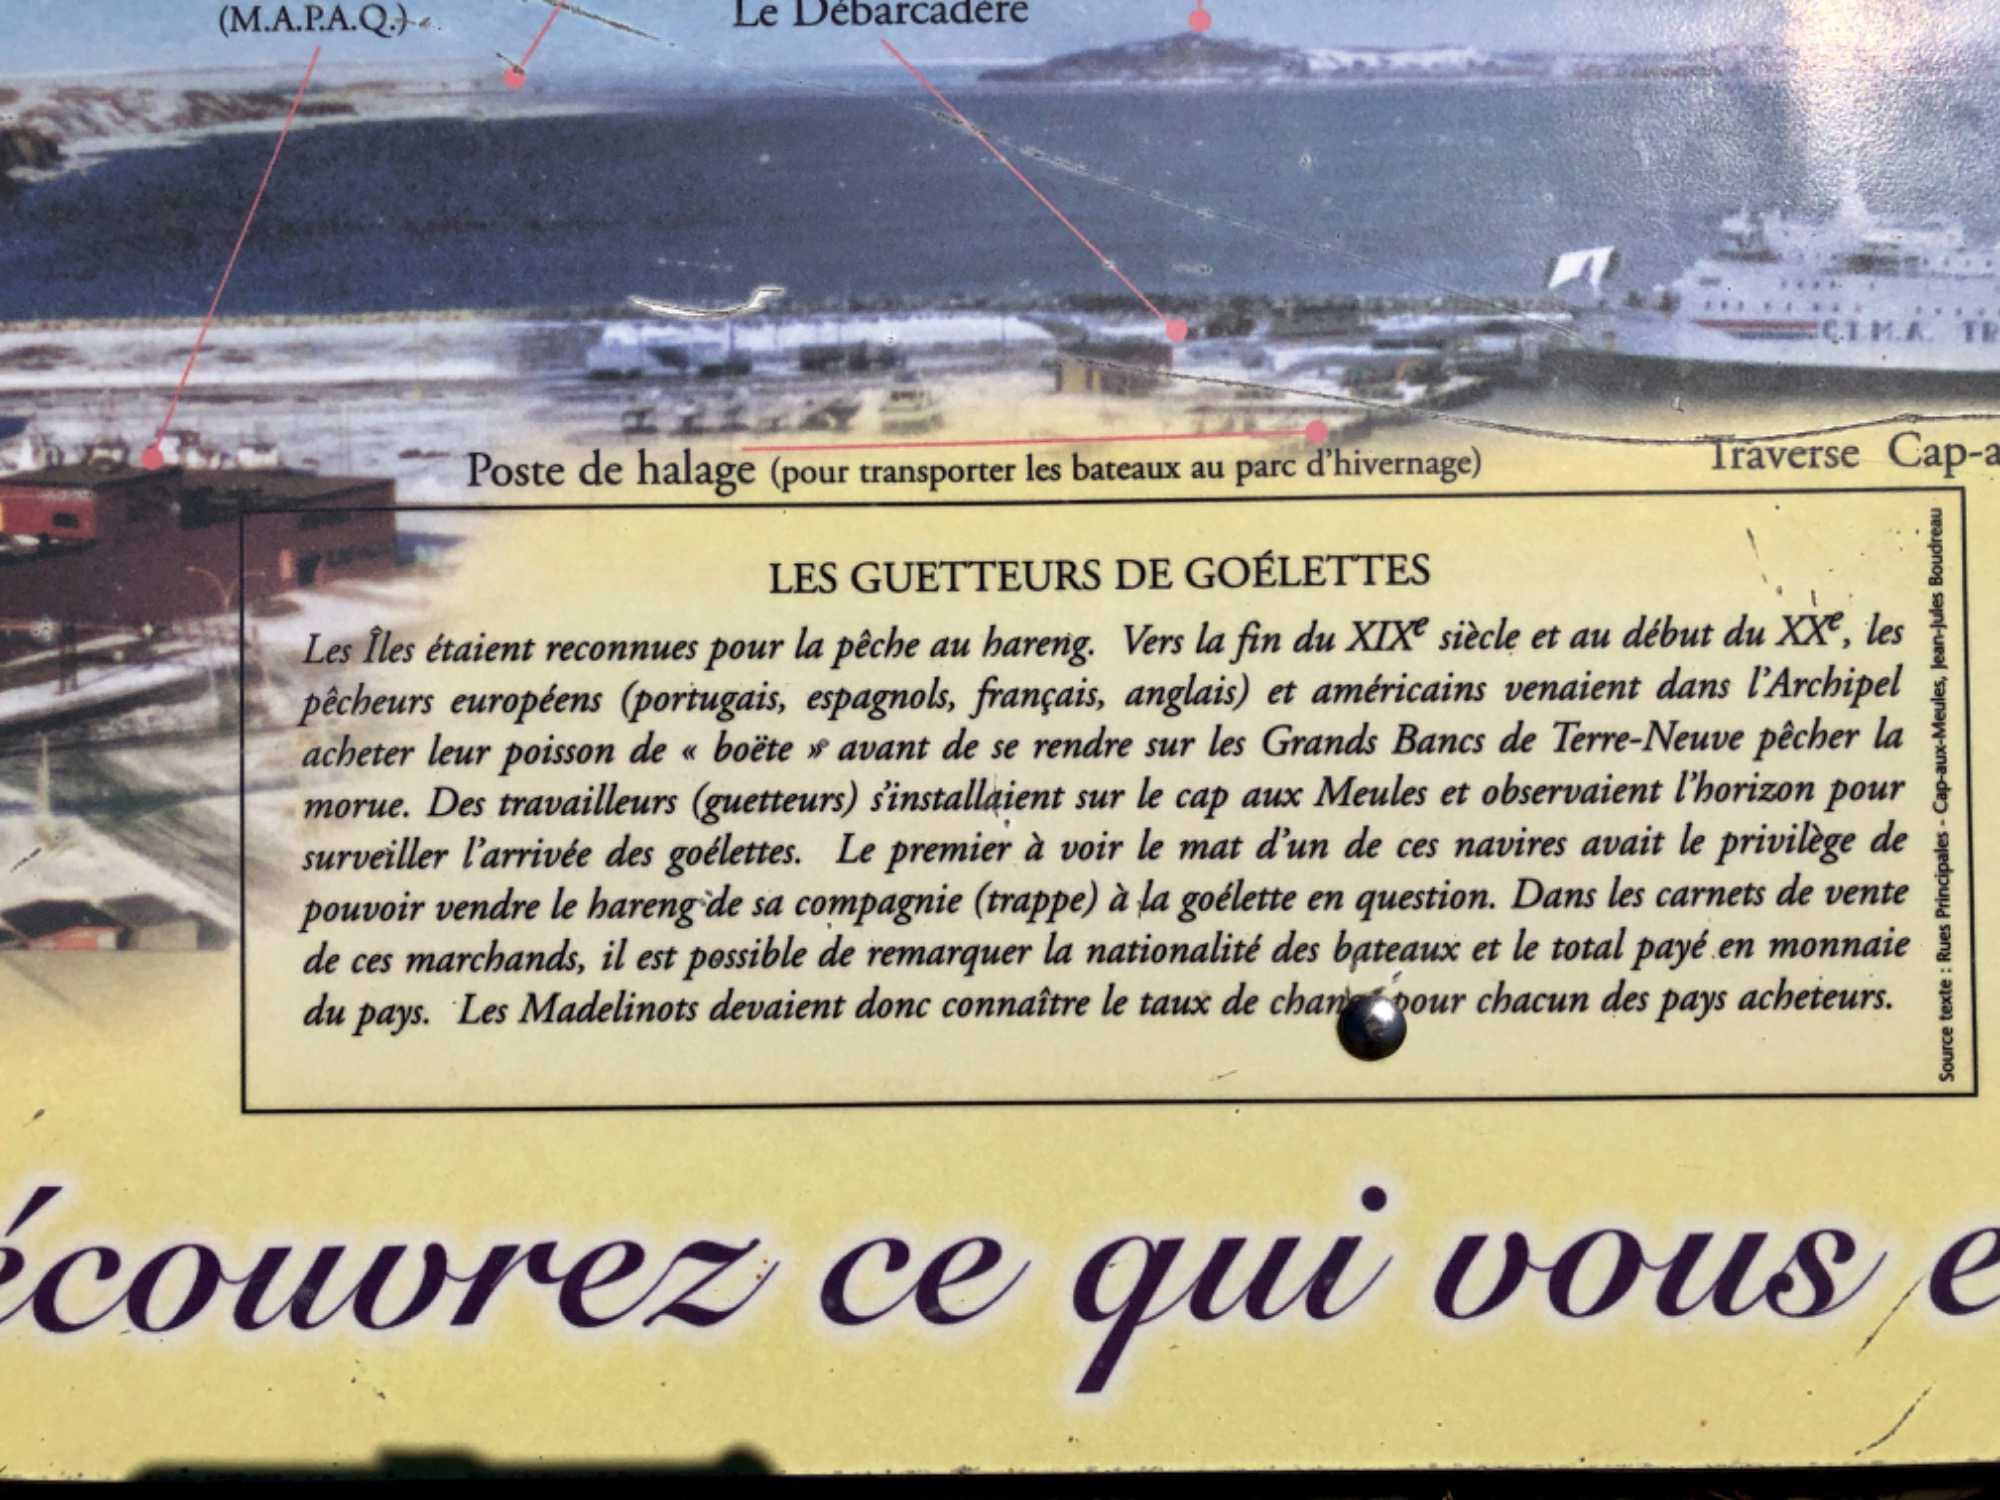 (M.A.P.A.Q.)
Le Débarcadère
C.T.M.A.
Poste de halage (pour transporter les bateaux au parc d'hivernage)
Traverse Cap-a
LES GUETTEURS DE GOÉLETTES
Les Îles étaient reconnues pour la pêche au hareng. Vers la fin du XIXe siècle et au début du XXe, les
pêcheurs européens (portugais, espagnols, français, anglais) et américains venaient dans l'Archipel
acheter leur poisson de « boëte » avant de se rendre sur les Grands Bancs de Terre-Neuve pêcher la
morue. Des travailleurs (guetteurs) s'installaient sur le cap aux Meules et observaient l'horizon pour
surveiller l'arrivée des goélettes. Le premier à voir le mat d'un de ces navires avait le privilège de
pouvoir vendre le hareng de sa compagnie (trappe) à la goélette en question. Dans les carnets de vente
de ces marchands, il est possible de remarquer la nationalité des bateaux et le total payé en monnaie
du pays. Les Madelinots devaient donc connaître le taux de change pour chacun des pays acheteurs.
Source texte : Rues Principales - Cap-aux-Meules, Jean-Jules Boudreau
écouvrez ce qui vous e